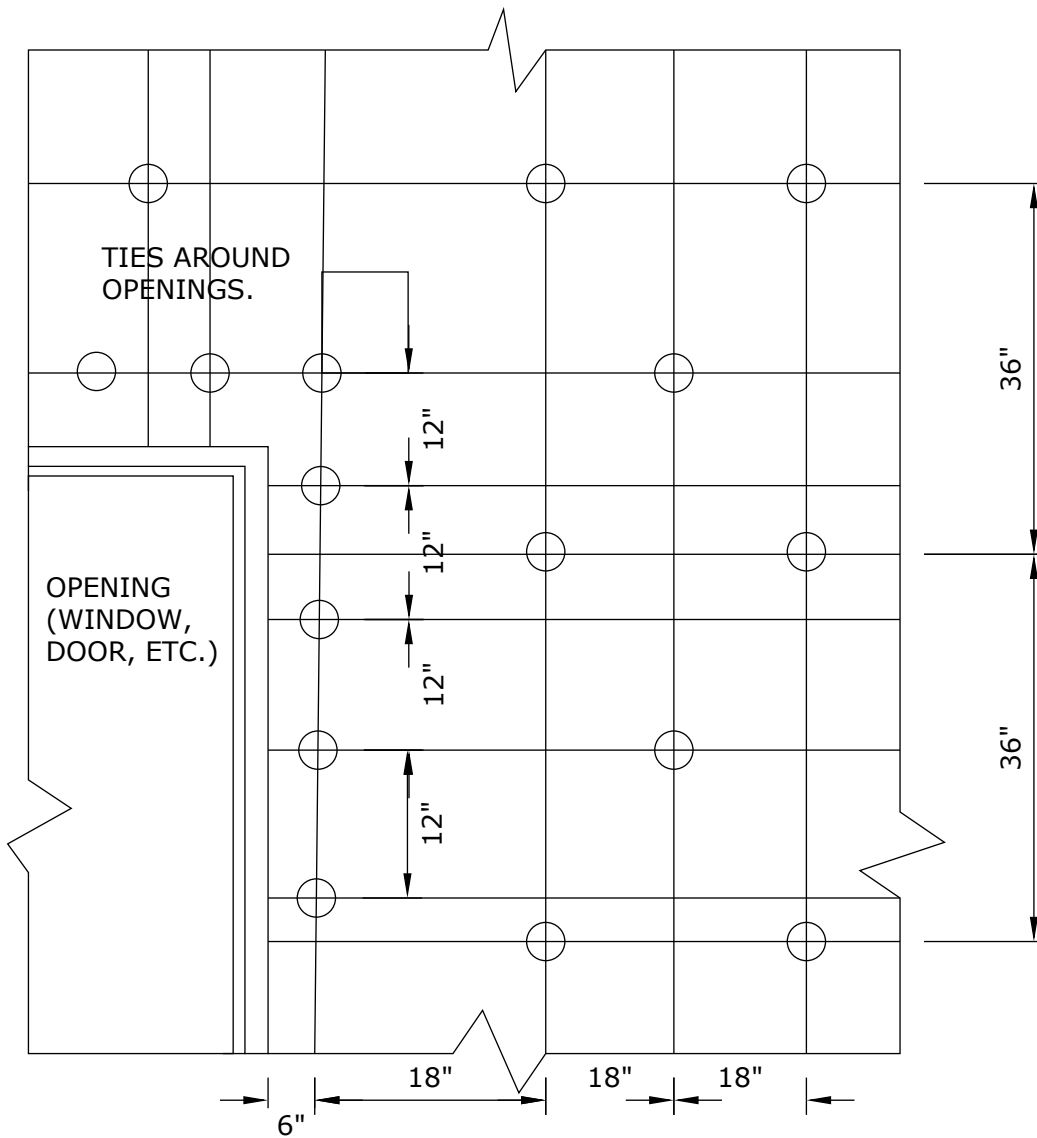 TIES AROUND
OPENINGS.
36"
12"
12"
OPENING
(WINDOW,
DOOR, ETC.)
12"
36"
12"
18"
18"
18"
6"